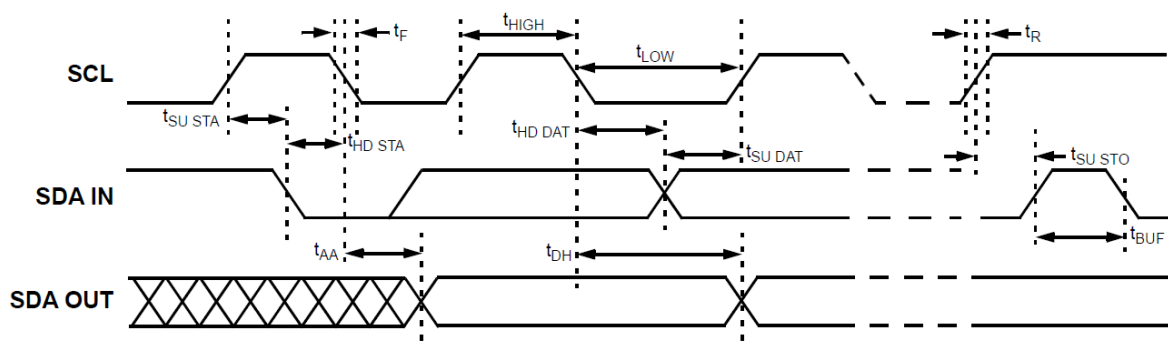 tF
tHIGH
tR
SCL
tLOW
tSU STA
tHD STA
tHD DAT
tSU DAT
tSU STO
SDA IN
tAA
tDH
tBUF
SDA OUT